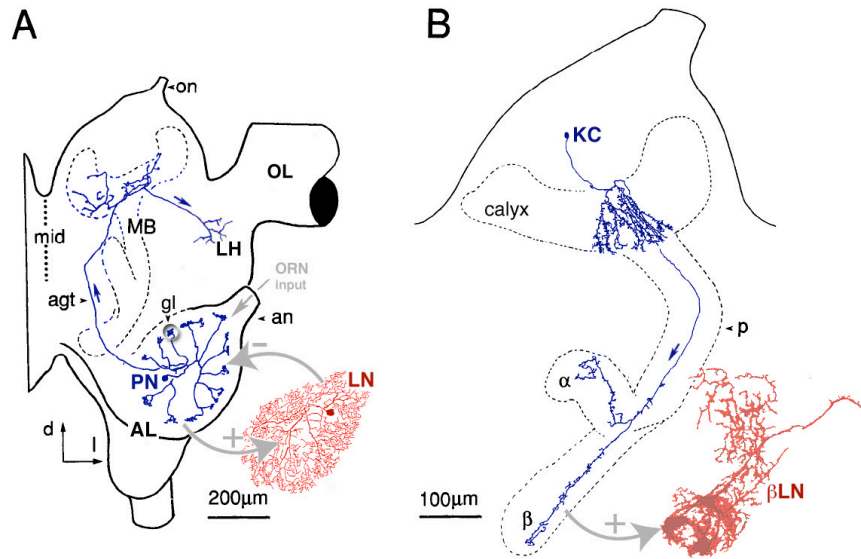 A
on
OL
mid
MB
LH
agt
gl
ORN
input
an
PN
LN
–
AL
+
d
l
200μm
B
KC
calyx
p
α
β
βLN
+
100μm